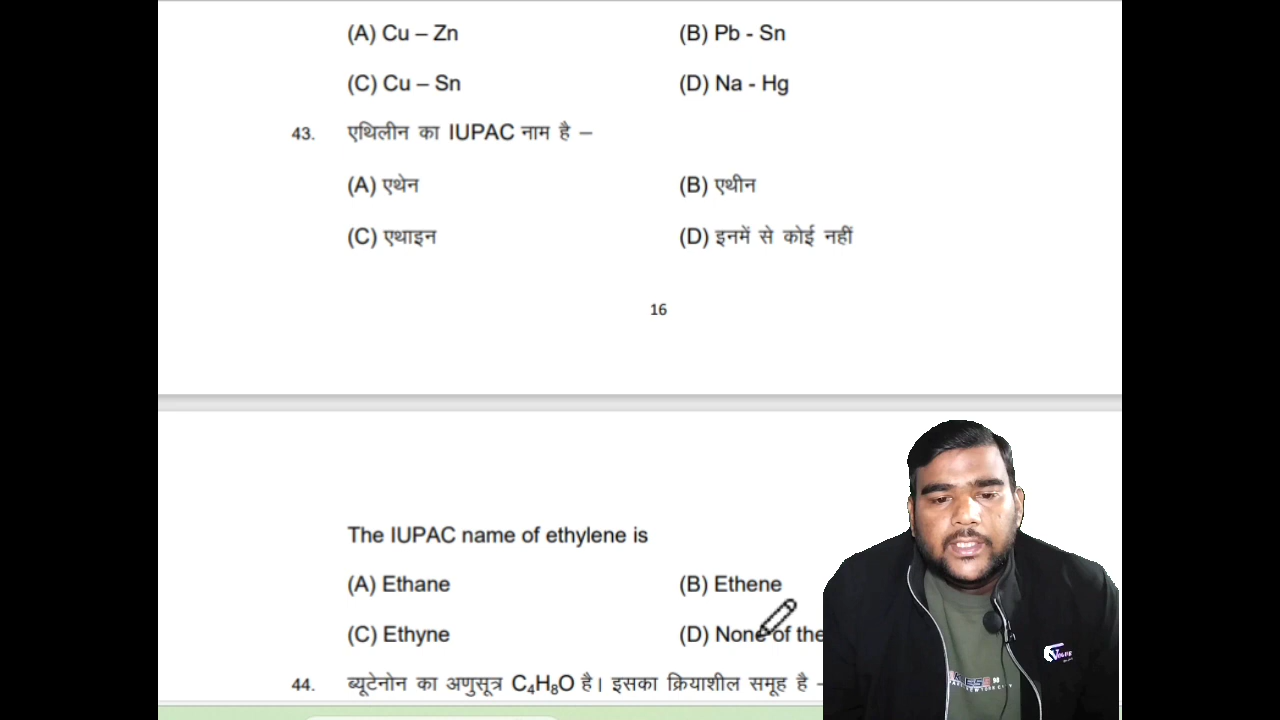 (A) Cu – Zn (B) Pb - Sn
(C) Cu – Sn (D) Na - Hg
43. एथिलीन का IUPAC नाम है –
(A) एथेन (B) एथीन
(C) एथाइन (D) इनमें से कोई नहीं
16
The IUPAC name of ethylene is
(A) Ethane (B) Ethene
(C) Ethyne (D) None of the
44. ब्यूटेनोन का अणुसूत्र C₄H₈O है। इसका क्रियाशील समूह है –